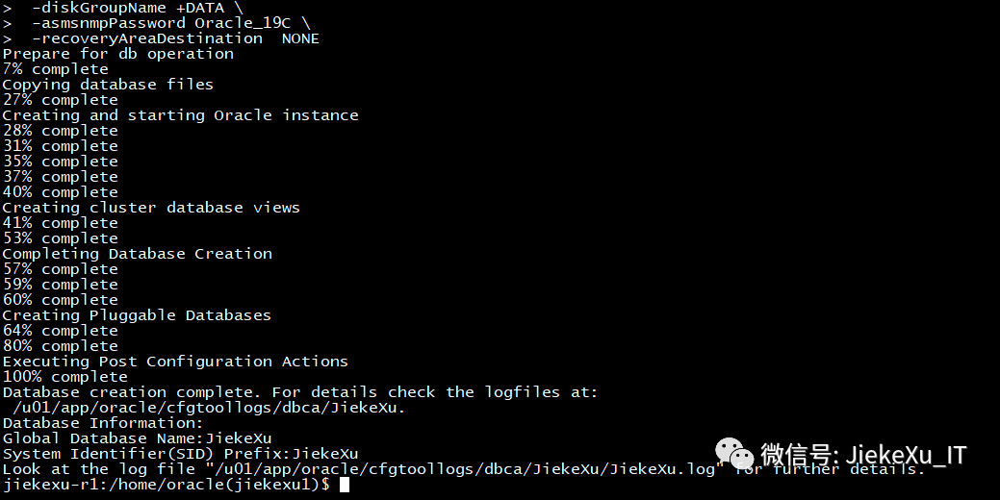 >  -diskGroupName +DATA \
>  -asmsnmpPassword Oracle_19C \
>  -recoveryAreaDestination  NONE
Prepare for db operation
7% complete
Copying database files
27% complete
Creating and starting Oracle instance
28% complete
31% complete
35% complete
37% complete
40% complete
Creating cluster database views
41% complete
53% complete
Completing Database Creation
57% complete
59% complete
60% complete
Creating Pluggable Databases
64% complete
80% complete
Executing Post Configuration Actions
100% complete
Database creation complete. For details check the logfiles at:
 /u01/app/oracle/cfgtoollogs/dbca/JiekeXu.
Database Information:
Global Database Name:JiekeXu
System Identifier(SID) Prefix:JiekeXu
Look at the log file "/u01/app/oracle/cfgtoollogs/dbca/JiekeXu/JiekeXu.log" for further details.
jiekexu-r1:/home/oracle(jiekexu1)$
微信号: JiekeXu_IT